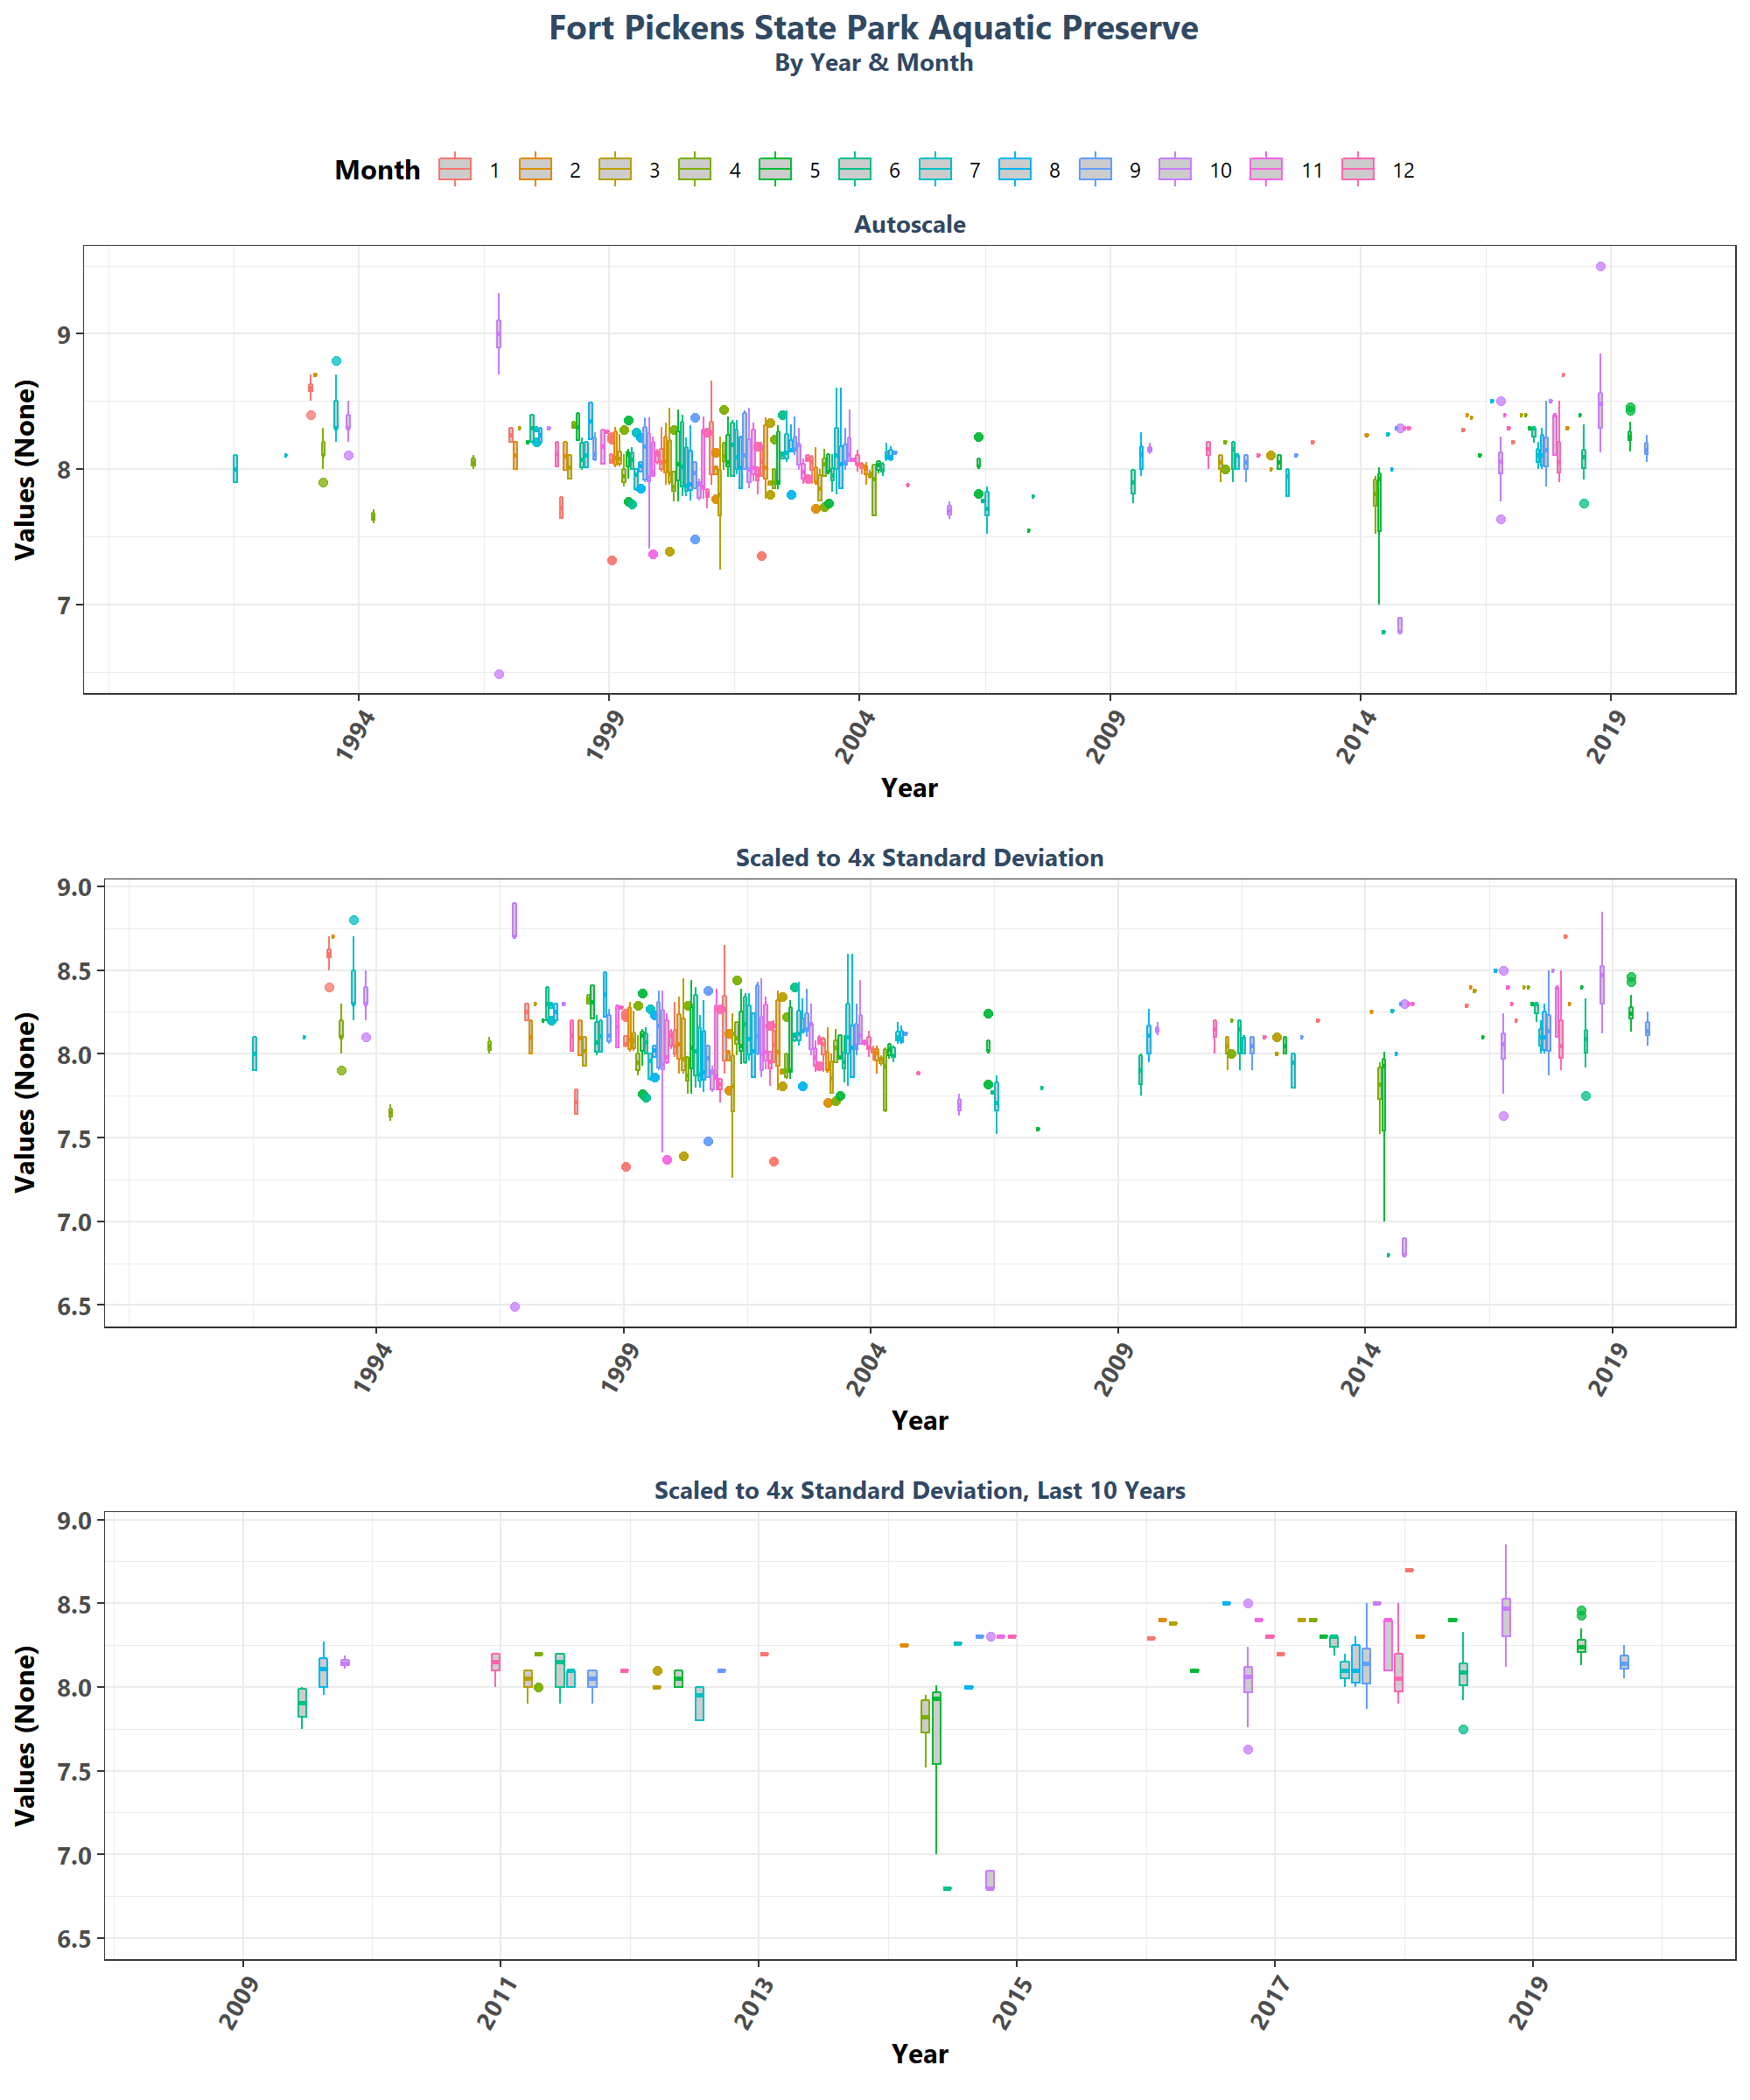 Fort Pickens State Park Aquatic Preserve
By Year & Month
Month 1 2 3 4 5 6 7 8 9 10 11 12
Autoscale
Values (None)
9
8
7
1994 1999 2004 2009 2014 2019
Year
Scaled to 4x Standard Deviation
Values (None)
9.0
8.5
8.0
7.5
7.0
6.5
1994 1999 2004 2009 2014 2019
Year
Scaled to 4x Standard Deviation, Last 10 Years
Values (None)
9.0
8.5
8.0
7.5
7.0
6.5
2009 2011 2013 2015 2017 2019
Year